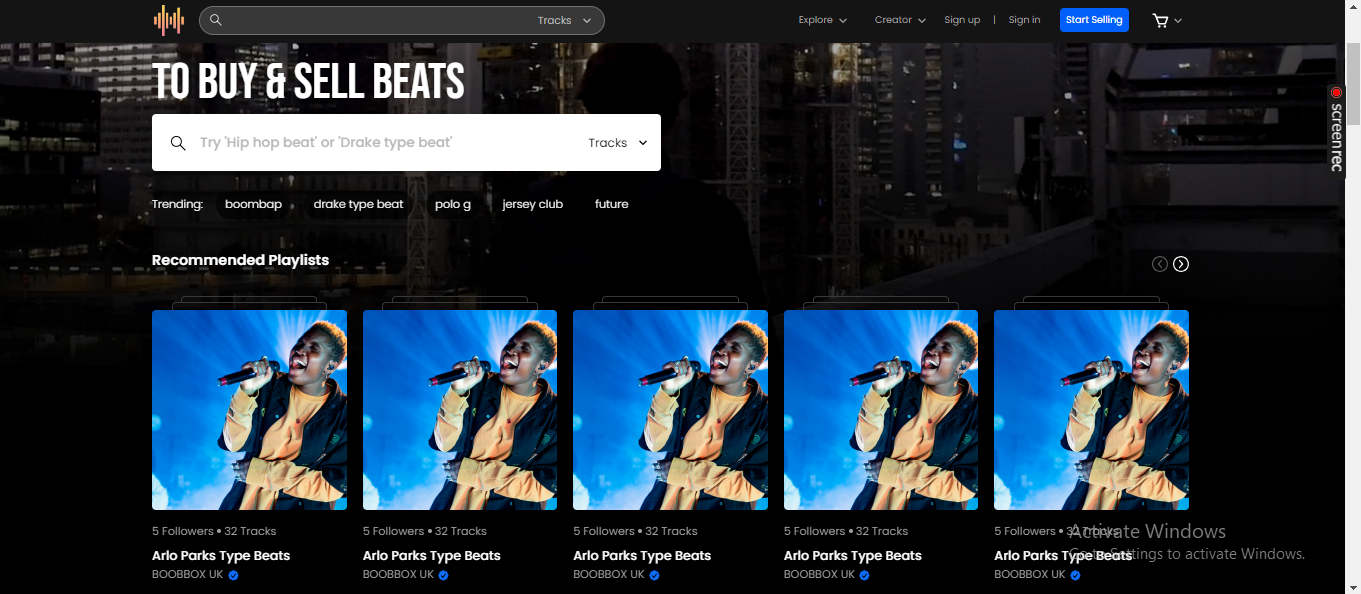 Tracks Explore Creator Sign up | Sign in Start Selling
TO BUY & SELL BEATS
Try 'Hip hop beat' or 'Drake type beat' Tracks
Trending: boombap drake type beat polo g jersey club future
Recommended Playlists
5 Followers • 32 Tracks 5 Followers • 32 Tracks 5 Followers • 32 Tracks 5 Followers • 32 Tracks 5 Followers • 32 Tracks
Arlo Parks Type Beats Arlo Parks Type Beats Arlo Parks Type Beats Arlo Parks Type Beats Arlo Parks Type Beats
BOOBBOX UK BOOBBOX UK BOOBBOX UK BOOBBOX UK BOOBBOX UK
Activate Windows
Go to Settings to activate Windows.
screenrec